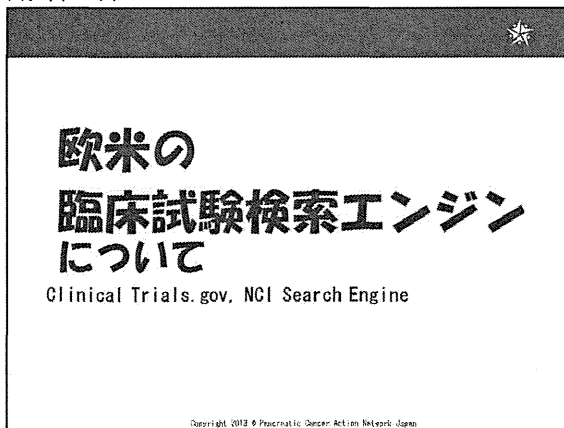 欧米の
臨床試験検索エンジン
について
Clinical Trials.gov, NCI Search Engine
Copyright 2013 © Pancreatic Cancer Action Network Japan